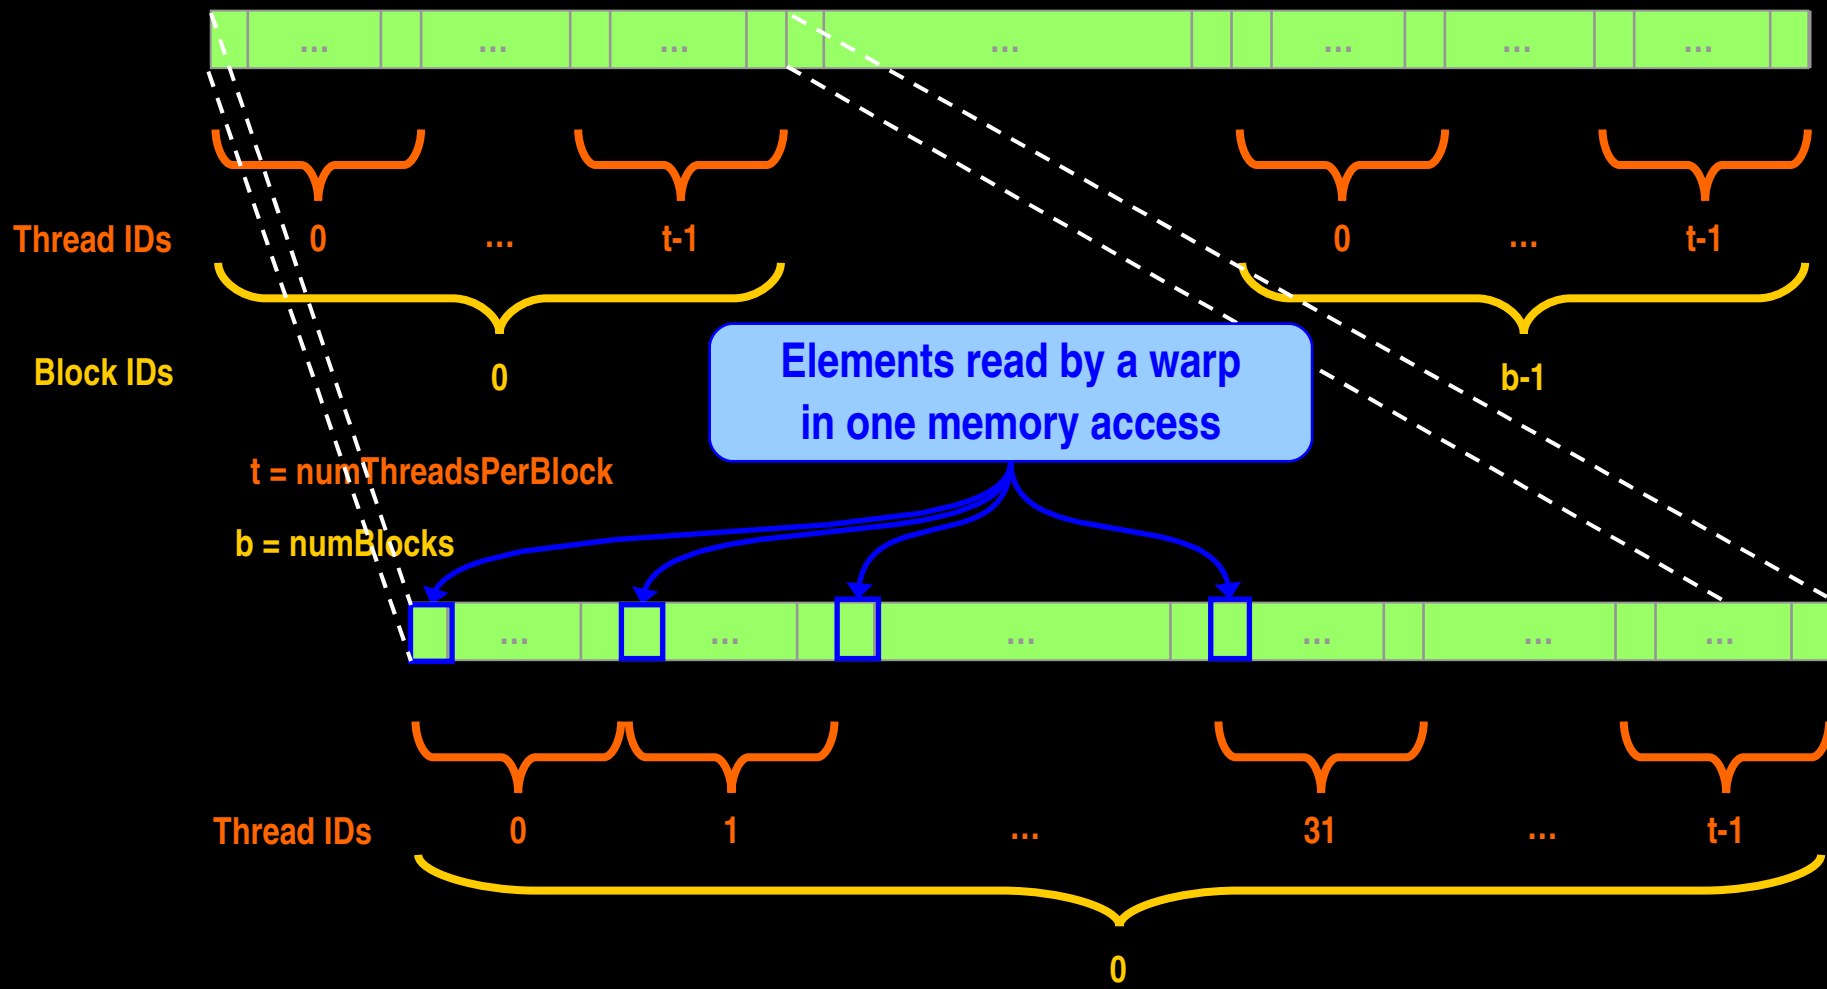 ... ... ... ... ... ... ...
Thread IDs 0 ... t-1 0 ... t-1
Block IDs 0 b-1
Elements read by a warp
in one memory access
t = numThreadsPerBlock
b = numBlocks
... ... ... ... ... ...
Thread IDs 0 1 ... 31 ... t-1
0